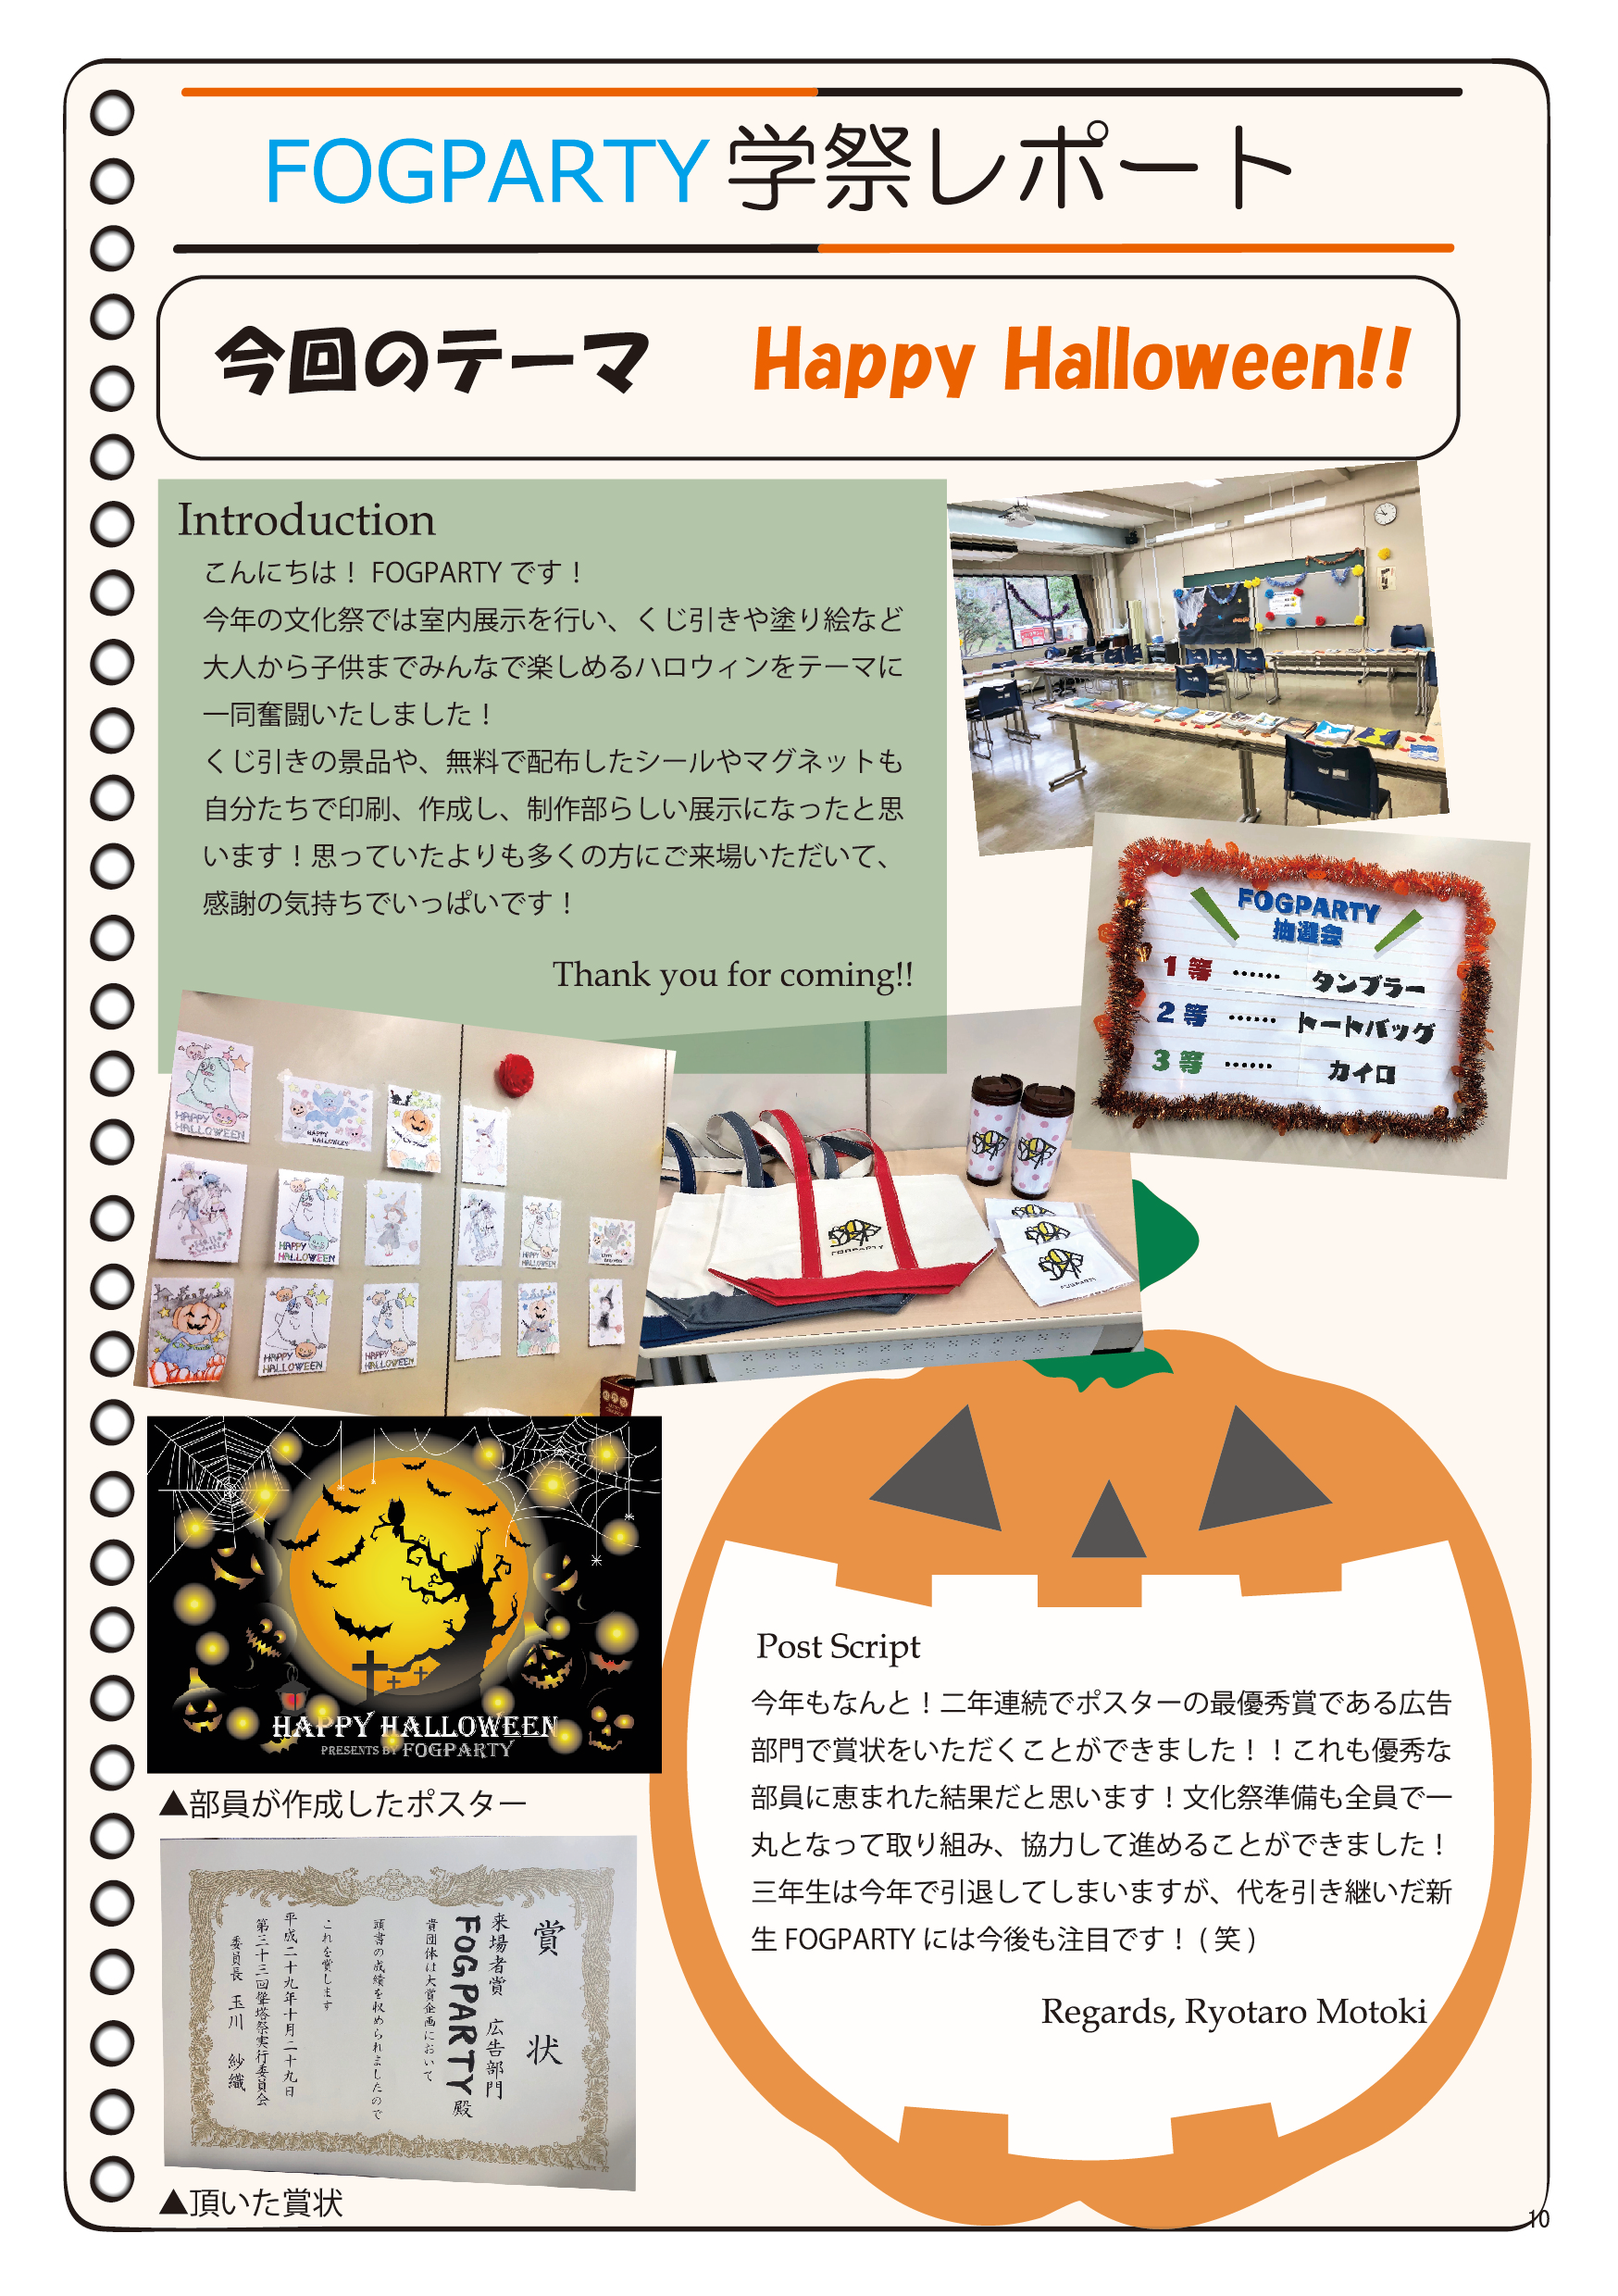 FOGPARTY 学祭レポート
今回のテーマ Happy Halloween!!
Introduction
こんにちは！ FOGPARTY です！
今年の文化祭では室内展示を行い、くじ引きや塗り絵など
大人から子供までみんなで楽しめるハロウィンをテーマに
一同奮闘いたしました！
くじ引きの景品や、無料で配布したシールやマグネットも
自分たちで印刷、作成し、制作部らしい展示になったと思
います！思っていたよりも多くの方にご来場いただいて、
感謝の気持ちでいっぱいです！
Thank you for coming!!
FOGPARTY
抽選会
1等 …… タンブラー
2等 …… トートバッグ
3等 …… カイロ
HAPPY
HALLOWEEN
HAPPY
HALLOWEEN
HAPPY
HALLOWEEN
HAPPY
HALLOWEEN
FOGPARTY
FOGPARTY
HAPPY HALLOWEEN
PRESENTS BY FOGPARTY
▲部員が作成したポスター
賞状
来場者賞 広告部門
FOGPARTY殿
貴団体は大賞企画において
頭書の成績を収められましたので
これを賞します
平成二十九年十月二十九日
第三十三回聳塔祭実行委員会
委員長 玉川 紗織
▲頂いた賞状
Post Script
今年もなんと！二年連続でポスターの最優秀賞である広告
部門で賞状をいただくことができました！！これも優秀な
部員に恵まれた結果だと思います！文化祭準備も全員で一
丸となって取り組み、協力して進めることができました！
三年生は今年で引退してしまいますが、代を引き継いだ新
生 FOGPARTY には今後も注目です！( 笑 )
Regards, Ryotaro Motoki
10